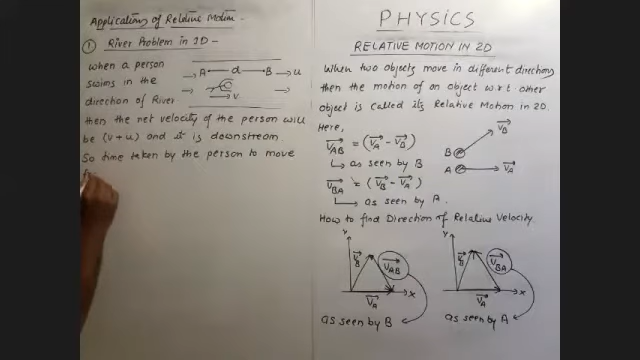 Applications of Relative Motion
① River Problem in 2D -
when a person
swims in the
direction of River
→ A d B → u
→ →
v
then the net velocity of the person will
be (v+u) and it is downstream.
So time taken by the person to move
PHYSICS
RELATIVE MOTION IN 2D
When two objects move in different directions
then the motion of an object w.r.t. other
object is called its Relative Motion in 2D.
Here,
V⃗AB = (V⃗A - V⃗B)
↳ as seen by B
V⃗BA = (V⃗B - V⃗A)
↳ as seen by A.
B V⃗B
A V⃗A
How to find Direction of Relative Velocity.
Y V⃗B V⃗AB V⃗A X
as seen by B
Y V⃗B V⃗BA V⃗A X
as seen by A